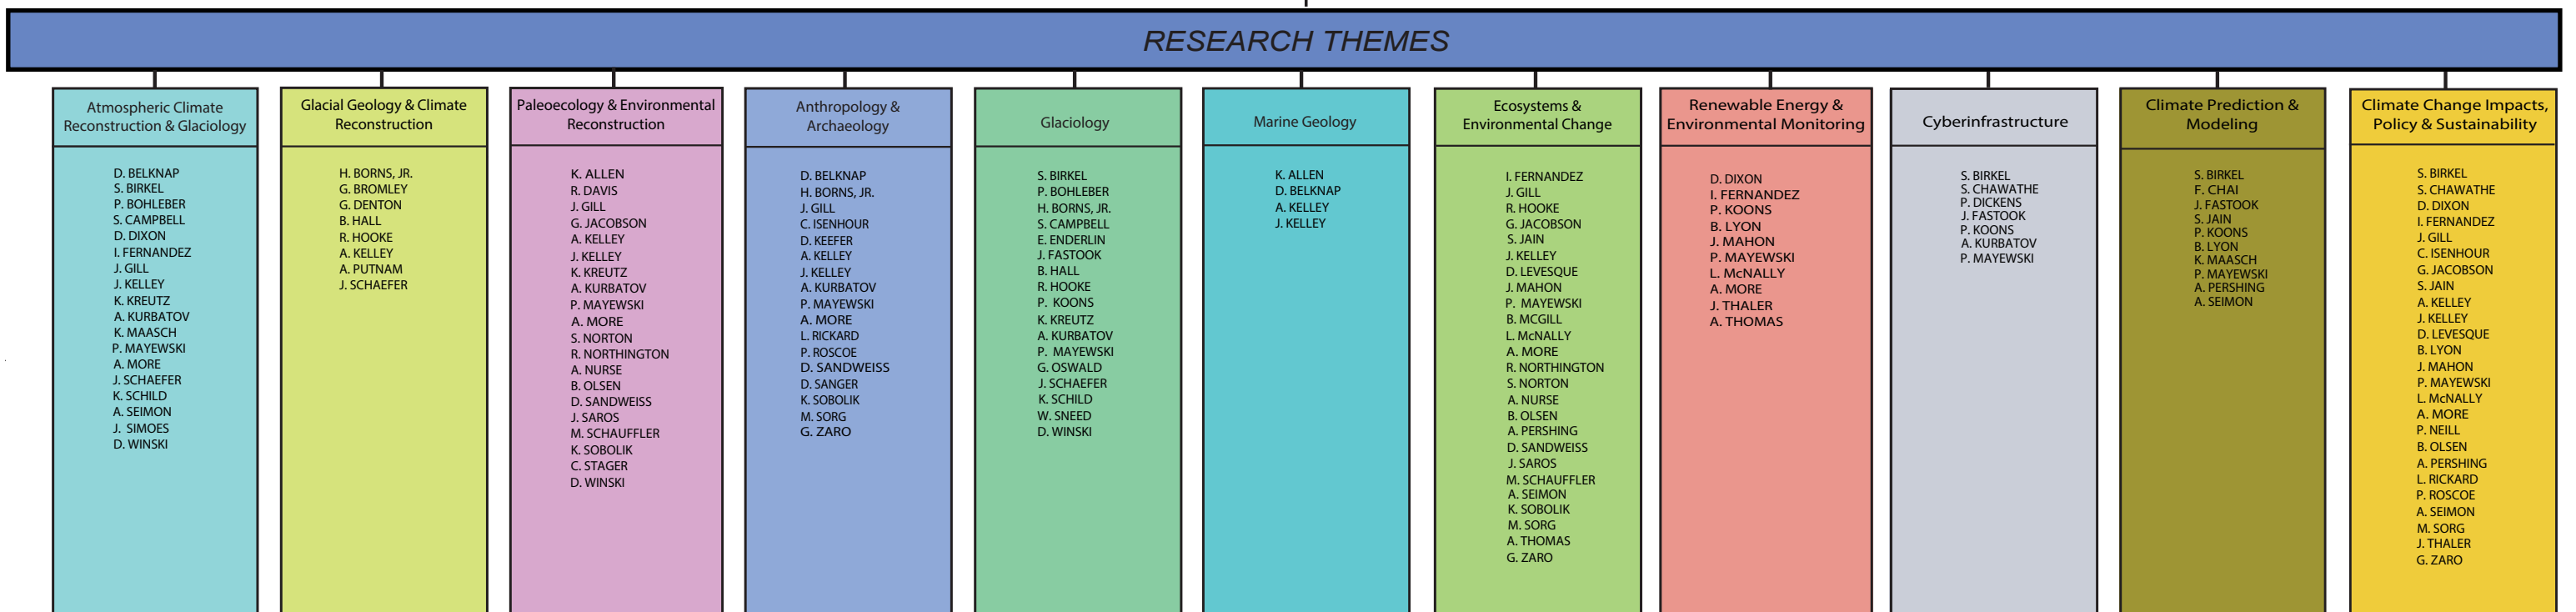 RESEARCH THEMES
Atmospheric Climate
Reconstruction & Glaciology
D. BELKNAP
S. BIRKEL
P. BOHLEBER
S. CAMPBELL
D. DIXON
I. FERNANDEZ
J. GILL
J. KELLEY
K. KREUTZ
A. KURBATOV
K. MAASCH
P. MAYEWSKI
A. MORE
J. SCHAEFER
K. SCHILD
A. SEIMON
J. SIMOES
D. WINSKI
Glacial Geology & Climate
Reconstruction
H. BORNS, JR.
G. BROMLEY
G. DENTON
B. HALL
R. HOOKE
A. KELLEY
A. PUTNAM
J. SCHAEFER
Paleoecology & Environmental
Reconstruction
K. ALLEN
R. DAVIS
J. GILL
G. JACOBSON
A. KELLEY
J. KELLEY
K. KREUTZ
A. KURBATOV
P. MAYEWSKI
A. MORE
S. NORTON
R. NORTHINGTON
A. NURSE
B. OLSEN
D. SANDWEISS
J. SAROS
M. SCHAUFFLER
K. SOBOLIK
C. STAGER
D. WINSKI
Anthropology &
Archaeology
D. BELKNAP
H. BORNS, JR.
J. GILL
C. ISENHOUR
D. KEEFER
A. KELLEY
J. KELLEY
A. KURBATOV
P. MAYEWSKI
A. MORE
L. RICKARD
P. ROSCOE
D. SANDWEISS
D. SANGER
K. SOBOLIK
M. SORG
G. ZARO
Glaciology
S. BIRKEL
P. BOHLEBER
H. BORNS, JR.
S. CAMPBELL
E. ENDERLIN
J. FASTOOK
B. HALL
R. HOOKE
P. KOONS
K. KREUTZ
A. KURBATOV
P. MAYEWSKI
G. OSWALD
J. SCHAEFER
K. SCHILD
W. SNEED
D. WINSKI
Marine Geology
K. ALLEN
D. BELKNAP
A. KELLEY
J. KELLEY
Ecosystems &
Environmental Change
I. FERNANDEZ
J. GILL
R. HOOKE
G. JACOBSON
S. JAIN
J. KELLEY
D. LEVESQUE
J. MAHON
P. MAYEWSKI
B. MCGILL
L. McNALLY
A. MORE
R. NORTHINGTON
S. NORTON
A. NURSE
B. OLSEN
A. PERSHING
D. SANDWEISS
J. SAROS
M. SCHAUFFLER
A. SEIMON
K. SOBOLIK
M. SORG
A. THOMAS
G. ZARO
Renewable Energy &
Environmental Monitoring
D. DIXON
I. FERNANDEZ
P. KOONS
B. LYON
J. MAHON
P. MAYEWSKI
L. McNALLY
A. MORE
J. THALER
A. THOMAS
Cyberinfrastructure
S. BIRKEL
S. CHAWATHE
P. DICKENS
J. FASTOOK
P. KOONS
A. KURBATOV
P. MAYEWSKI
Climate Prediction &
Modeling
S. BIRKEL
F. CHAI
J. FASTOOK
S. JAIN
P. KOONS
B. LYON
K. MAASCH
P. MAYEWSKI
A. PERSHING
A. SEIMON
Climate Change Impacts,
Policy & Sustainability
S. BIRKEL
S. CHAWATHE
D. DIXON
I. FERNANDEZ
J. GILL
C. ISENHOUR
G. JACOBSON
S. JAIN
A. KELLEY
J. KELLEY
D. LEVESQUE
B. LYON
J. MAHON
P. MAYEWSKI
L. McNALLY
A. MORE
P. NEILL
B. OLSEN
A. PERSHING
L. RICKARD
P. ROSCOE
A. SEIMON
M. SORG
J. THALER
G. ZARO